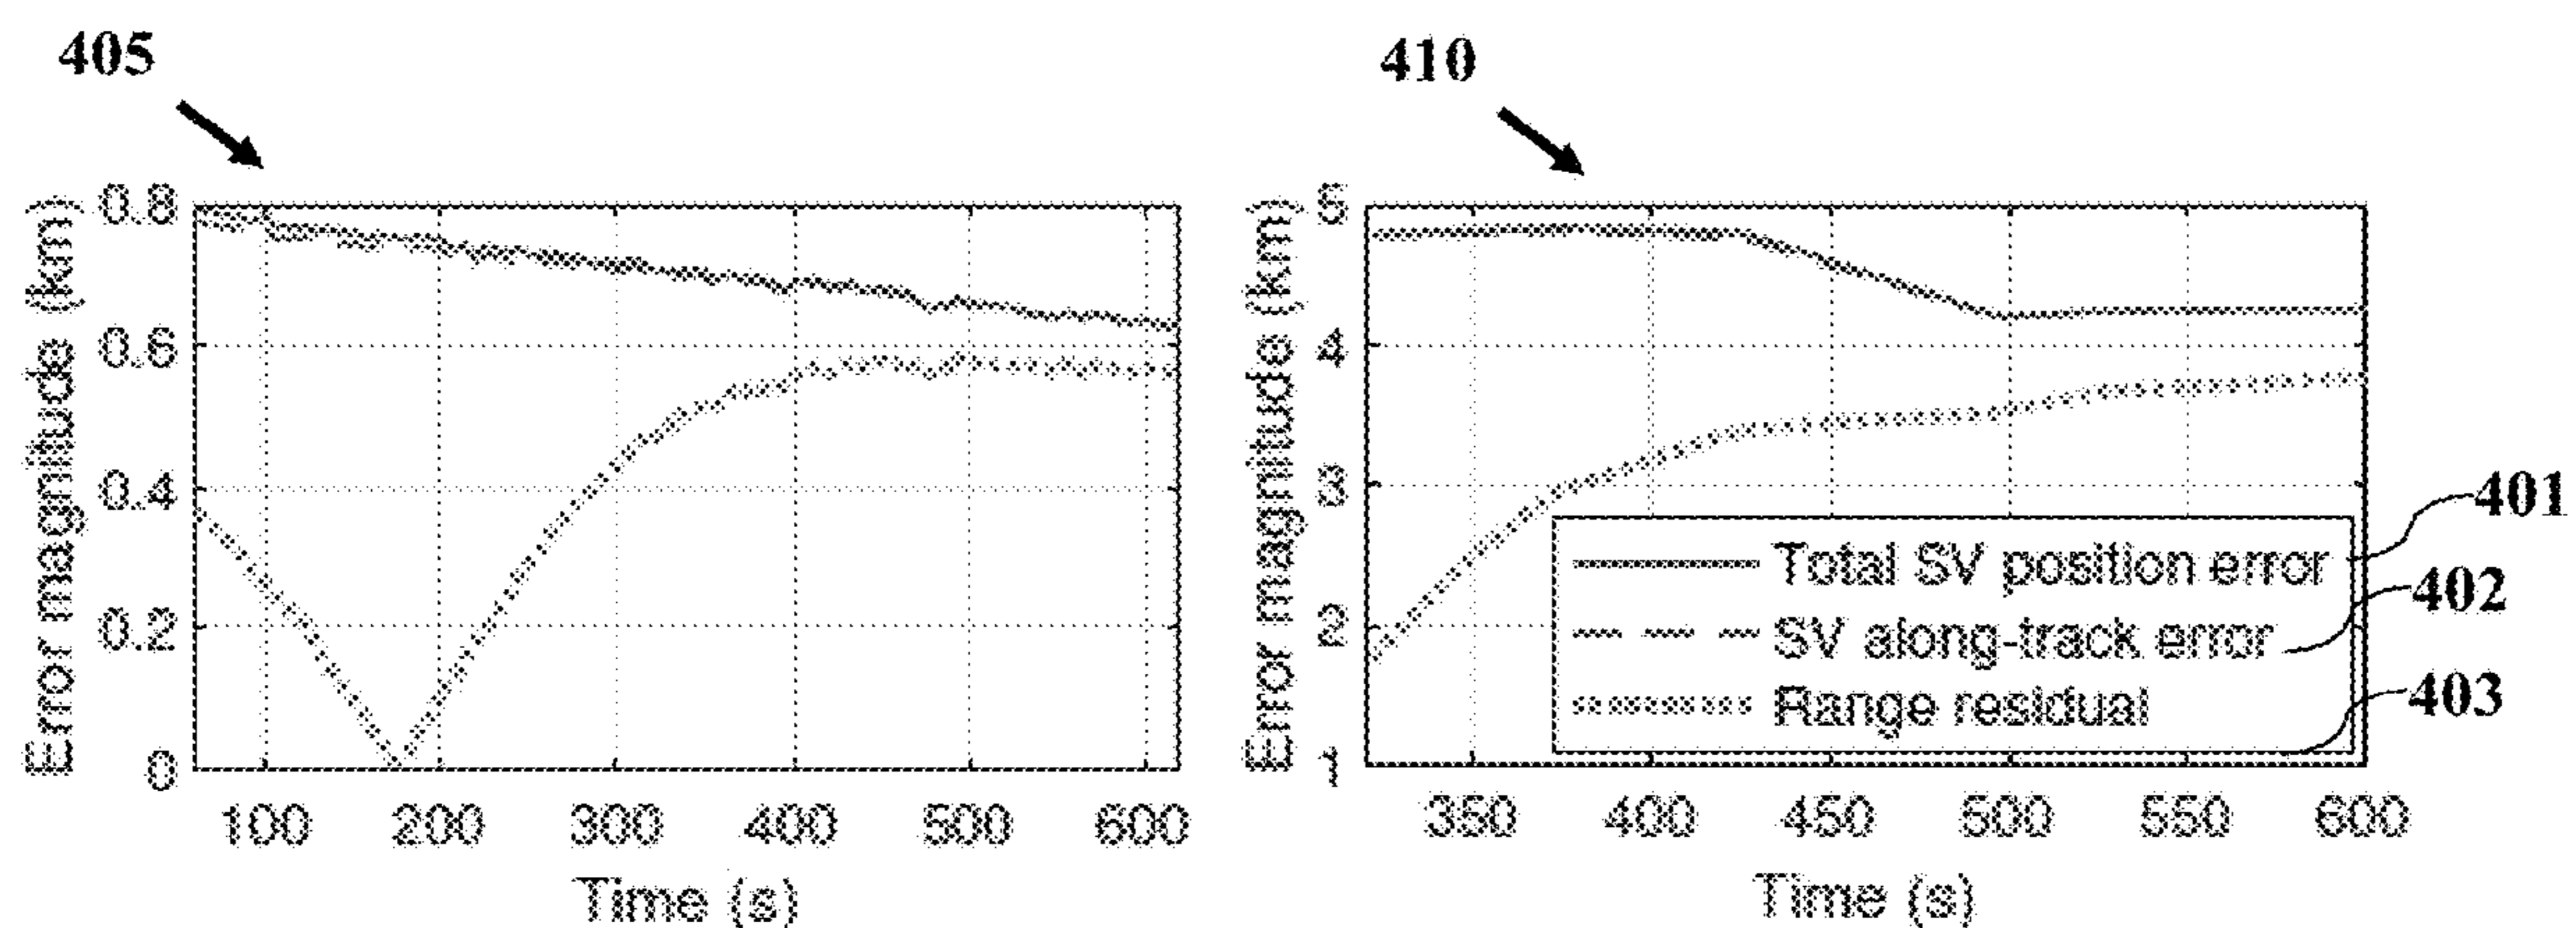 405
410
Error magnitude (km)
0.8
0.6
0.4
0.2
0
100 200 300 400 500 600
Time (s)
Error magnitude (km)
5
4
3
2
1
350 400 450 500 550 600
Time (s)
Total SV position error
SV along-track error
Range residual
401
402
403